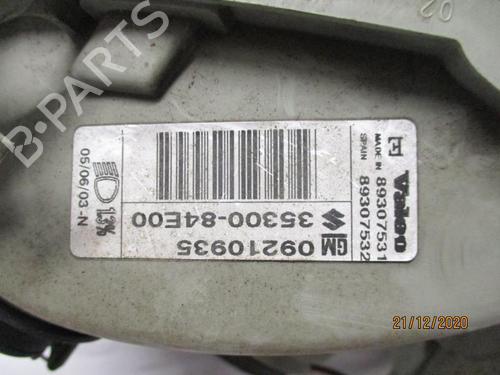 02
B-PARTS
Valeo
MADE IN
SPAIN
89307531
89307532
35300-84E00
GM 09210935
05/06/03-N
1.3%
21/12/2020